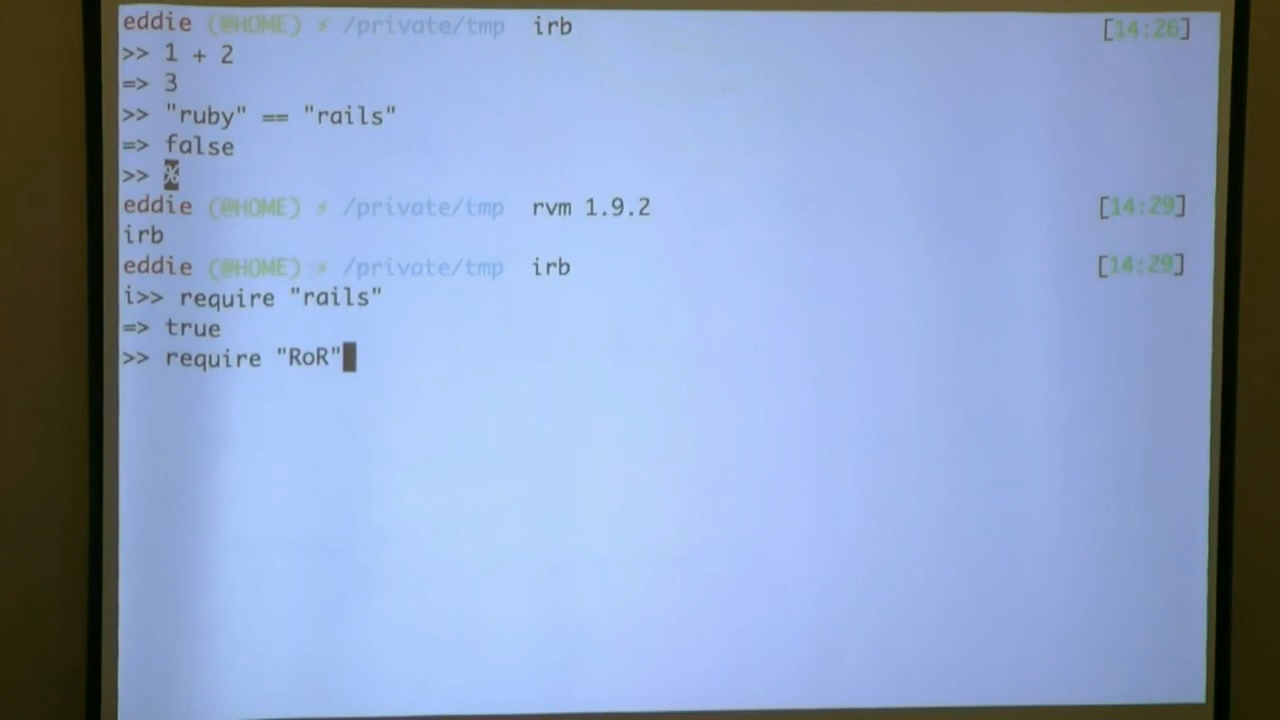 eddie (@HOME) ⚡ /private/tmp irb [14:26]
>> 1 + 2
=> 3
>> "ruby" == "rails"
=> false
>> %
eddie (@HOME) ⚡ /private/tmp rvm 1.9.2 [14:29]
irb
eddie (@HOME) ⚡ /private/tmp irb [14:29]
i>> require "rails"
=> true
>> require "RoR"